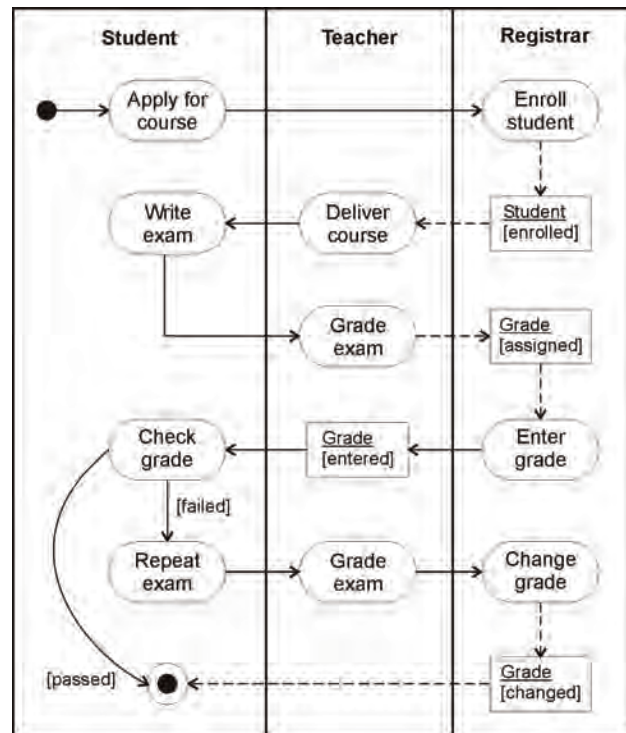 Student
Teacher
Registrar
Apply for
course
Enroll
student
Write
exam
Deliver
course
Student
[enrolled]
Grade
exam
Grade
[assigned]
Check
grade
Grade
[entered]
Enter
grade
[failed]
Repeat
exam
Grade
exam
Change
grade
[passed]
Grade
[changed]